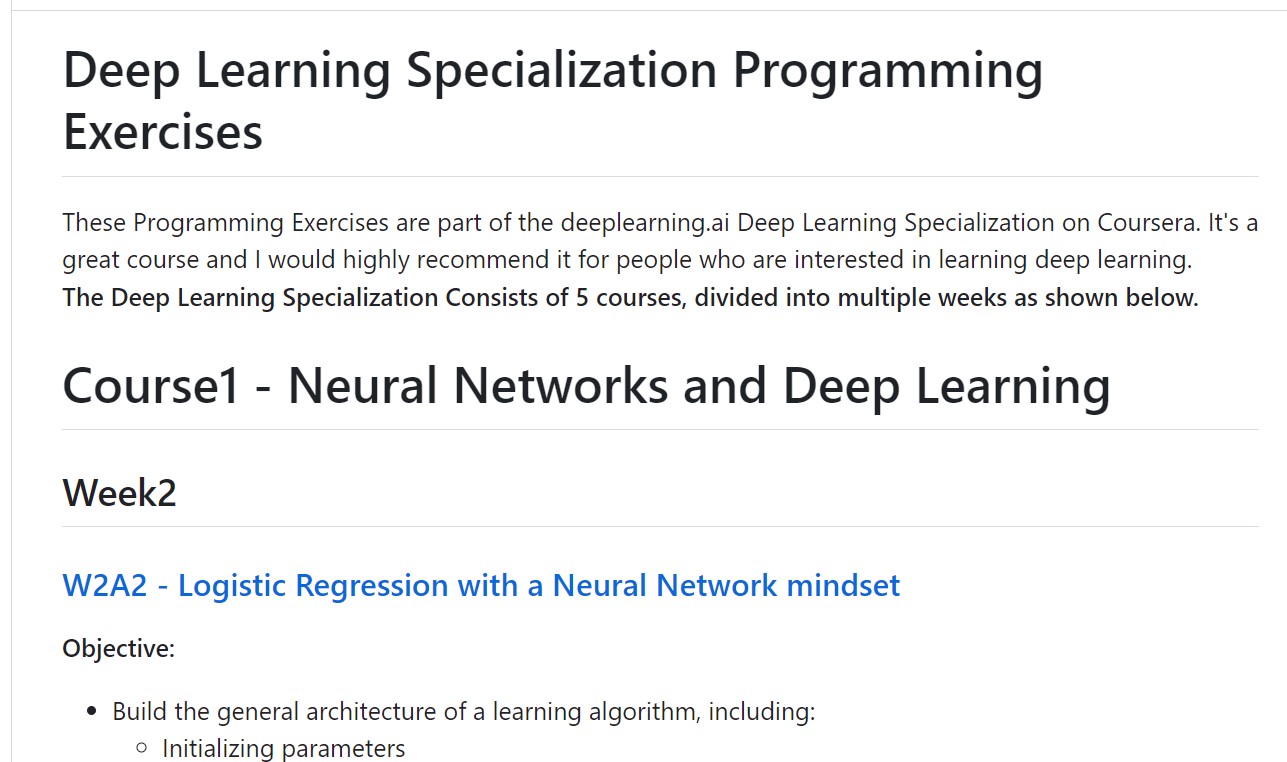 Deep Learning Specialization Programming
Exercises
These Programming Exercises are part of the deeplearning.ai Deep Learning Specialization on Coursera. It's a
great course and I would highly recommend it for people who are interested in learning deep learning.
The Deep Learning Specialization Consists of 5 courses, divided into multiple weeks as shown below.
Course1 - Neural Networks and Deep Learning
Week2
W2A2 - Logistic Regression with a Neural Network mindset
Objective:
• Build the general architecture of a learning algorithm, including:
○ Initializing parameters